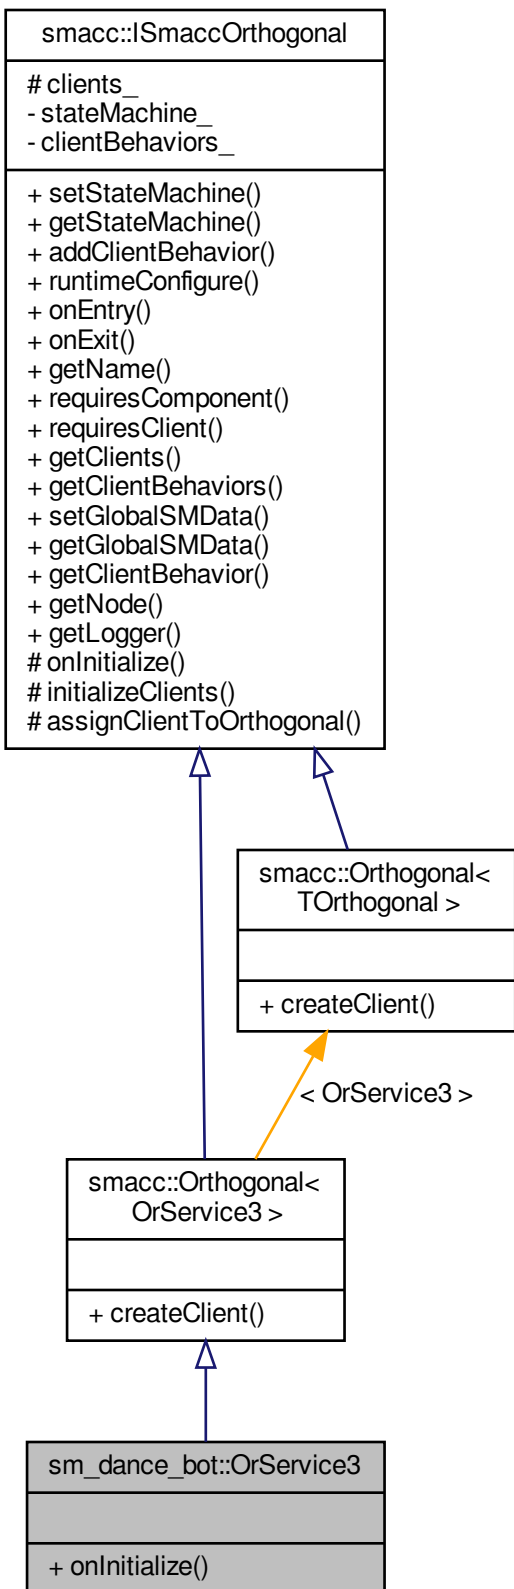 smacc::ISmaccOrthogonal
# clients_
- stateMachine_
- clientBehaviors_
+ setStateMachine()
+ getStateMachine()
+ addClientBehavior()
+ runtimeConfigure()
+ onEntry()
+ onExit()
+ getName()
+ requiresComponent()
+ requiresClient()
+ getClients()
+ getClientBehaviors()
+ setGlobalSMData()
+ getGlobalSMData()
+ getClientBehavior()
+ getNode()
+ getLogger()
# onInitialize()
# initializeClients()
# assignClientToOrthogonal()
smacc::Orthogonal<
TOrthogonal >
+ createClient()
< OrService3 >
smacc::Orthogonal<
OrService3 >
+ createClient()
sm_dance_bot::OrService3
+ onInitialize()